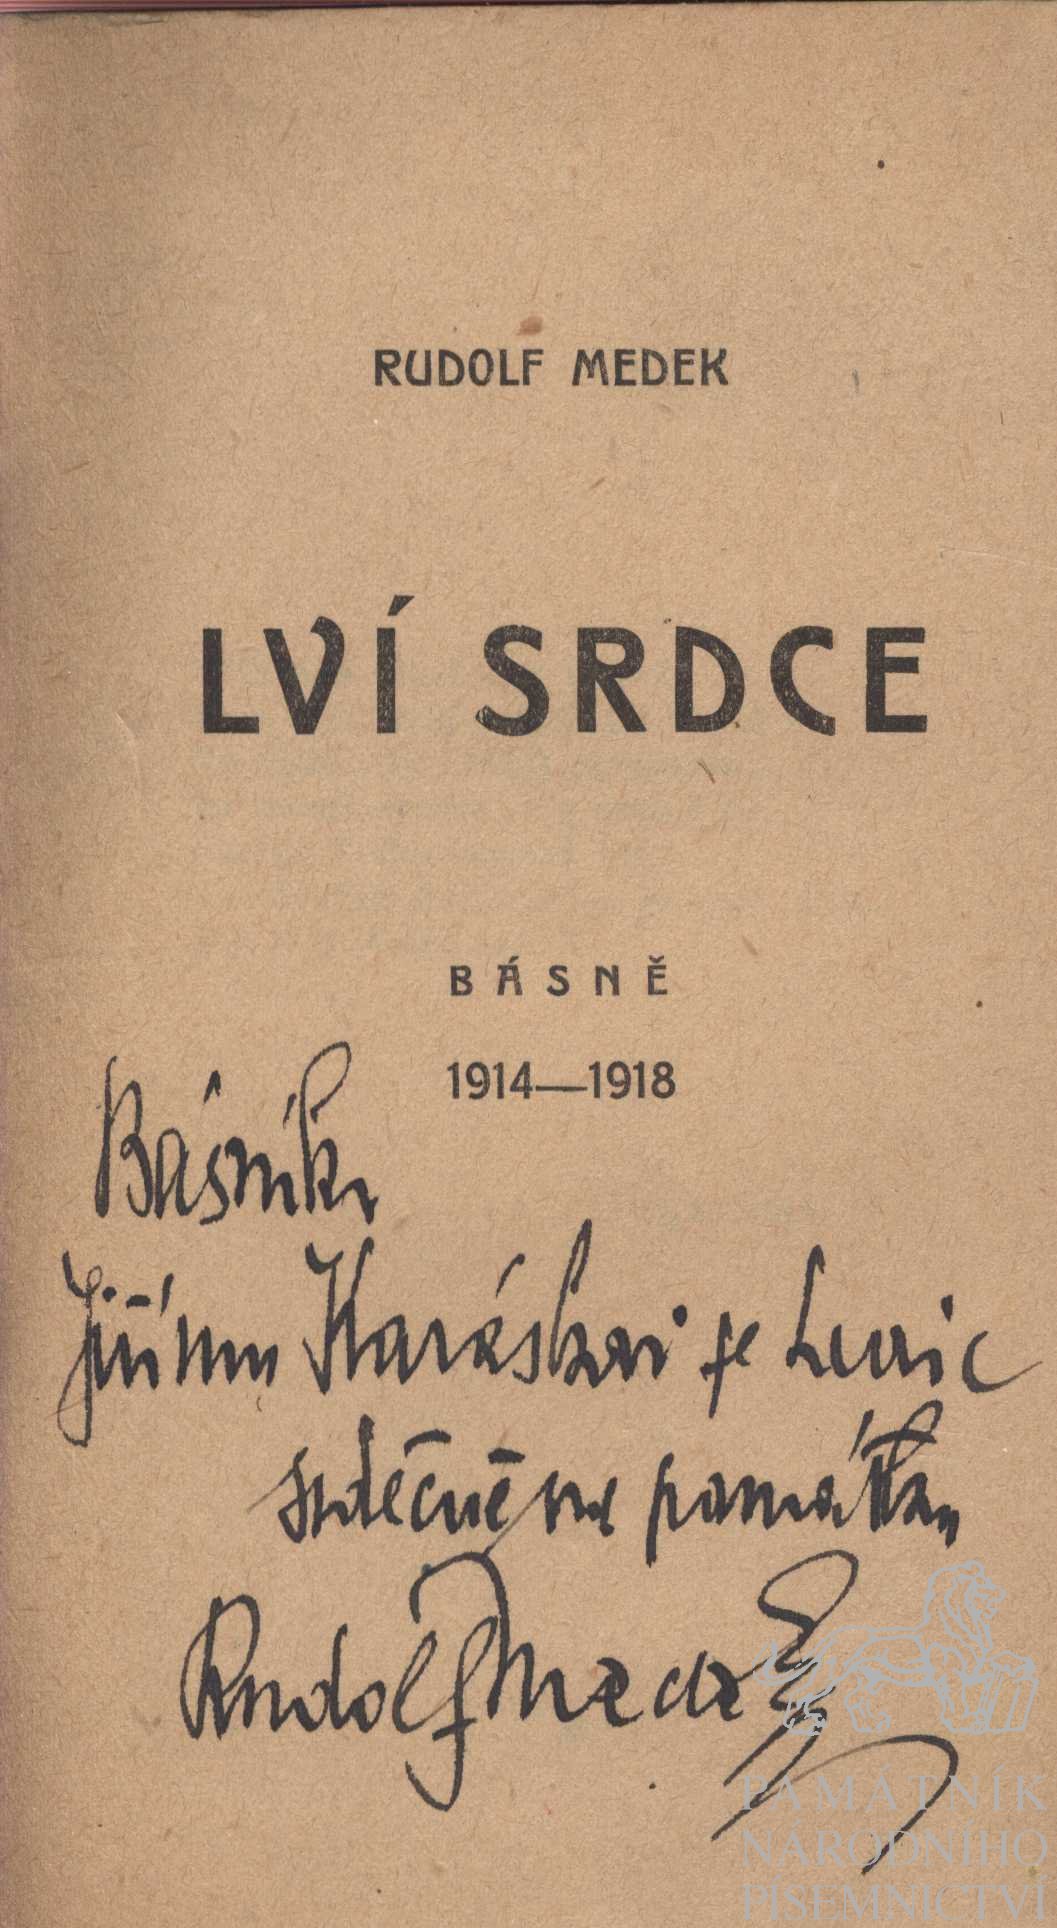 RUDOLF MEDEK
LVÍ SRDCE
BÁSNĚ
1914—1918
Básníku
Jiřímu Karáskovi ze Lvovic
srdečně na památku
Rudolf Medek
PAMÁTNÍK
NÁRODNÍHO
PÍSEMNICTVÍ